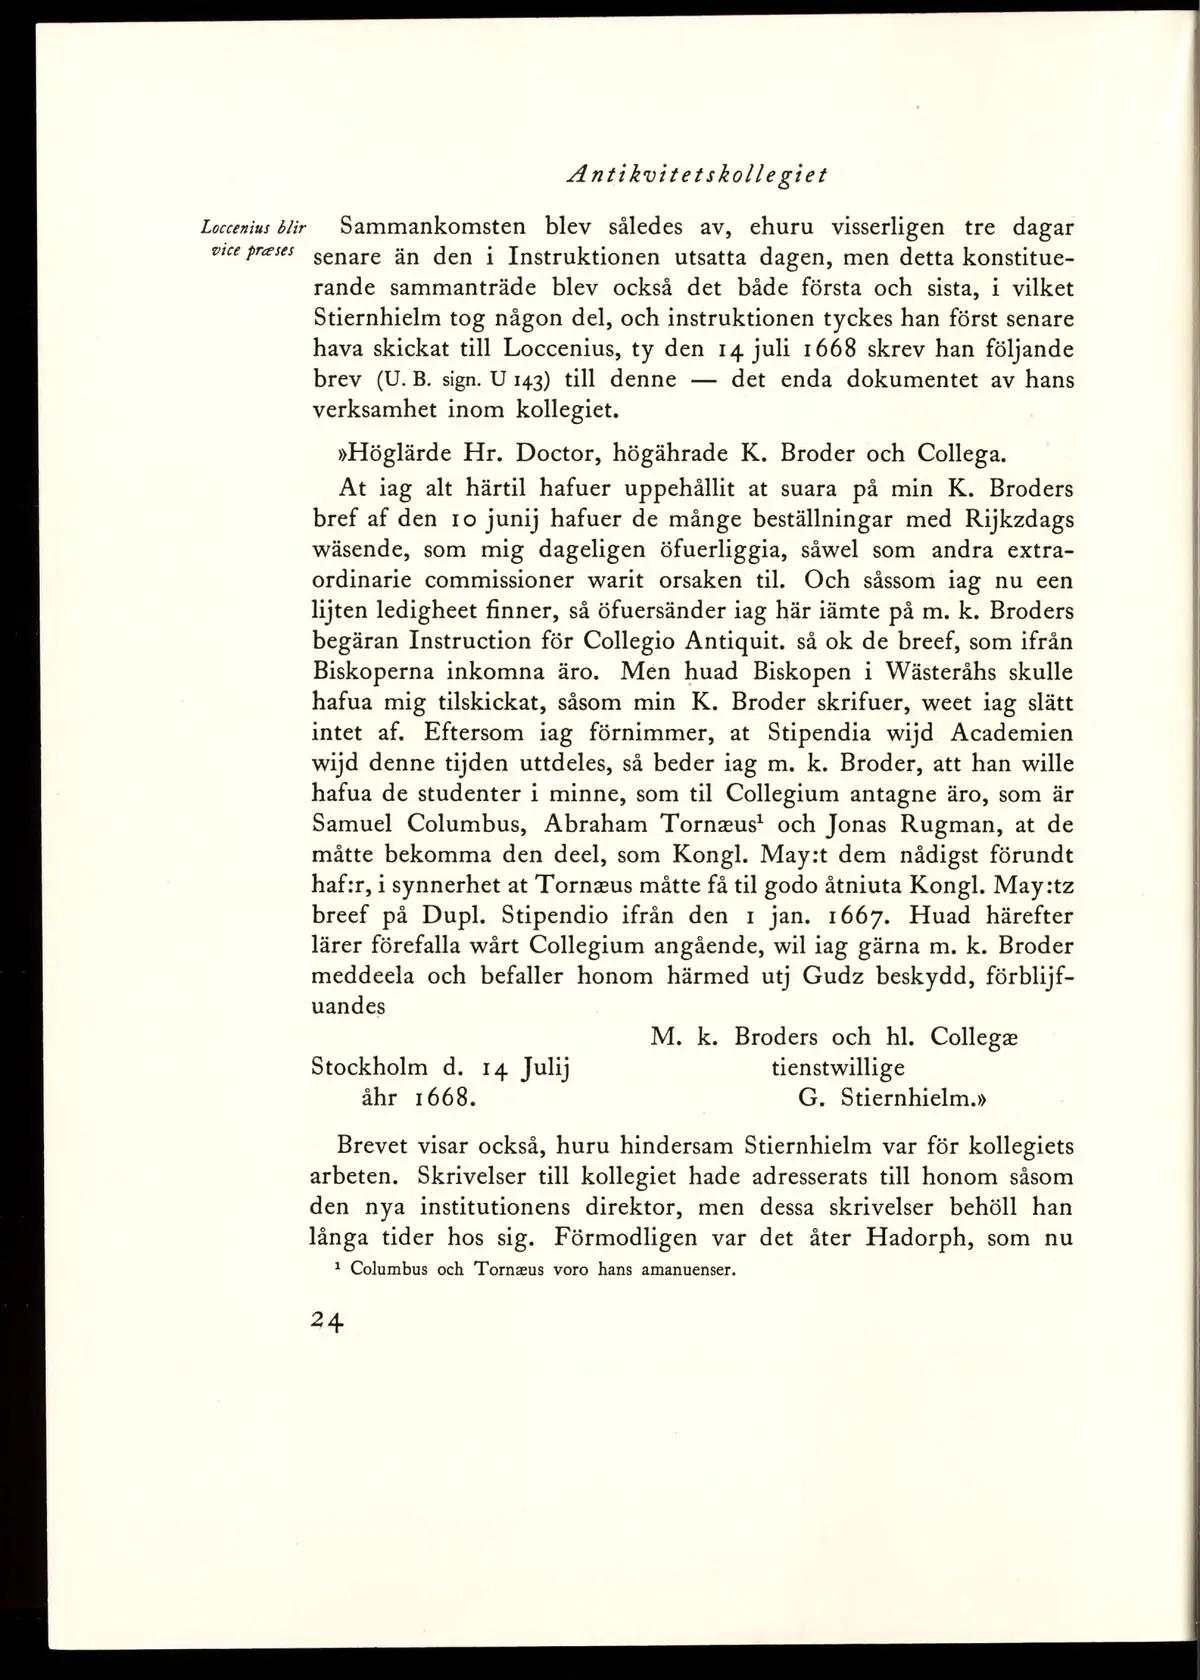 Antikvitetskollegiet
Loccenius blir
vice præses
Sammankomsten blev således av, ehuru visserligen tre dagar
senare än den i Instruktionen utsatta dagen, men detta konstitue-
rande sammanträde blev också det både första och sista, i vilket
Stiernhielm tog någon del, och instruktionen tyckes han först senare
hava skickat till Loccenius, ty den 14 juli 1668 skrev han följande
brev (U. B. sign. U 143) till denne — det enda dokumentet av hans
verksamhet inom kollegiet.
»Höglärde Hr. Doctor, högährade K. Broder och Collega.
At iag alt härtil hafuer uppehållit at suara på min K. Broders
bref af den 10 junij hafuer de månge beställningar med Rijkzdags
wäsende, som mig dageligen öfuerliggia, såwel som andra extra-
ordinarie commissioner warit orsaken til. Och såssom iag nu een
lijten ledigheet finner, så öfuersänder iag här iämte på m. k. Broders
begäran Instruction för Collegio Antiquit. så ok de breef, som ifrån
Biskoperna inkomna äro. Men huad Biskopen i Wästeråhs skulle
hafua mig tilskickat, såsom min K. Broder skrifuer, weet iag slätt
intet af. Eftersom iag förnimmer, at Stipendia wijd Academien
wijd denne tijden uttdeles, så beder iag m. k. Broder, att han wille
hafua de studenter i minne, som til Collegium antagne äro, som är
Samuel Columbus, Abraham Tornæus¹ och Jonas Rugman, at de
måtte bekomma den deel, som Kongl. May:t dem nådigst förundt
haf:r, i synnerhet at Tornæus måtte få til godo åtniuta Kongl. May:tz
breef på Dupl. Stipendio ifrån den 1 jan. 1667. Huad härefter
lärer förefalla wårt Collegium angående, wil iag gärna m. k. Broder
meddeela och befaller honom härmed utj Gudz beskydd, förblijf-
uandes
M. k. Broders och hl. Collegæ
Stockholm d. 14 Julij tienstwillige
åhr 1668. G. Stiernhielm.»
Brevet visar också, huru hindersam Stiernhielm var för kollegiets
arbeten. Skrivelser till kollegiet hade adresserats till honom såsom
den nya institutionens direktor, men dessa skrivelser behöll han
långa tider hos sig. Förmodligen var det åter Hadorph, som nu
¹ Columbus och Tornæus voro hans amanuenser.
24